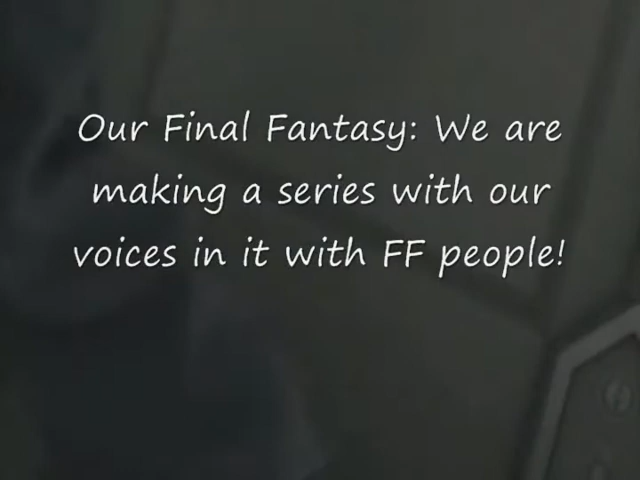 Our Final Fantasy: We are
making a series with our
voices in it with FF people!